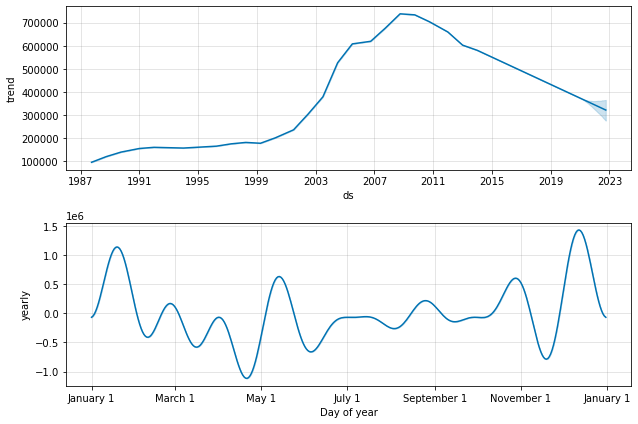 700000
600000
500000
400000
300000
200000
100000
trend
1987 1991 1995 1999 2003 2007 2011 2015 2019 2023
ds
1e6
1.5
1.0
0.5
0.0
−0.5
−1.0
yearly
January 1 March 1 May 1 July 1 September 1 November 1 January 1
Day of year